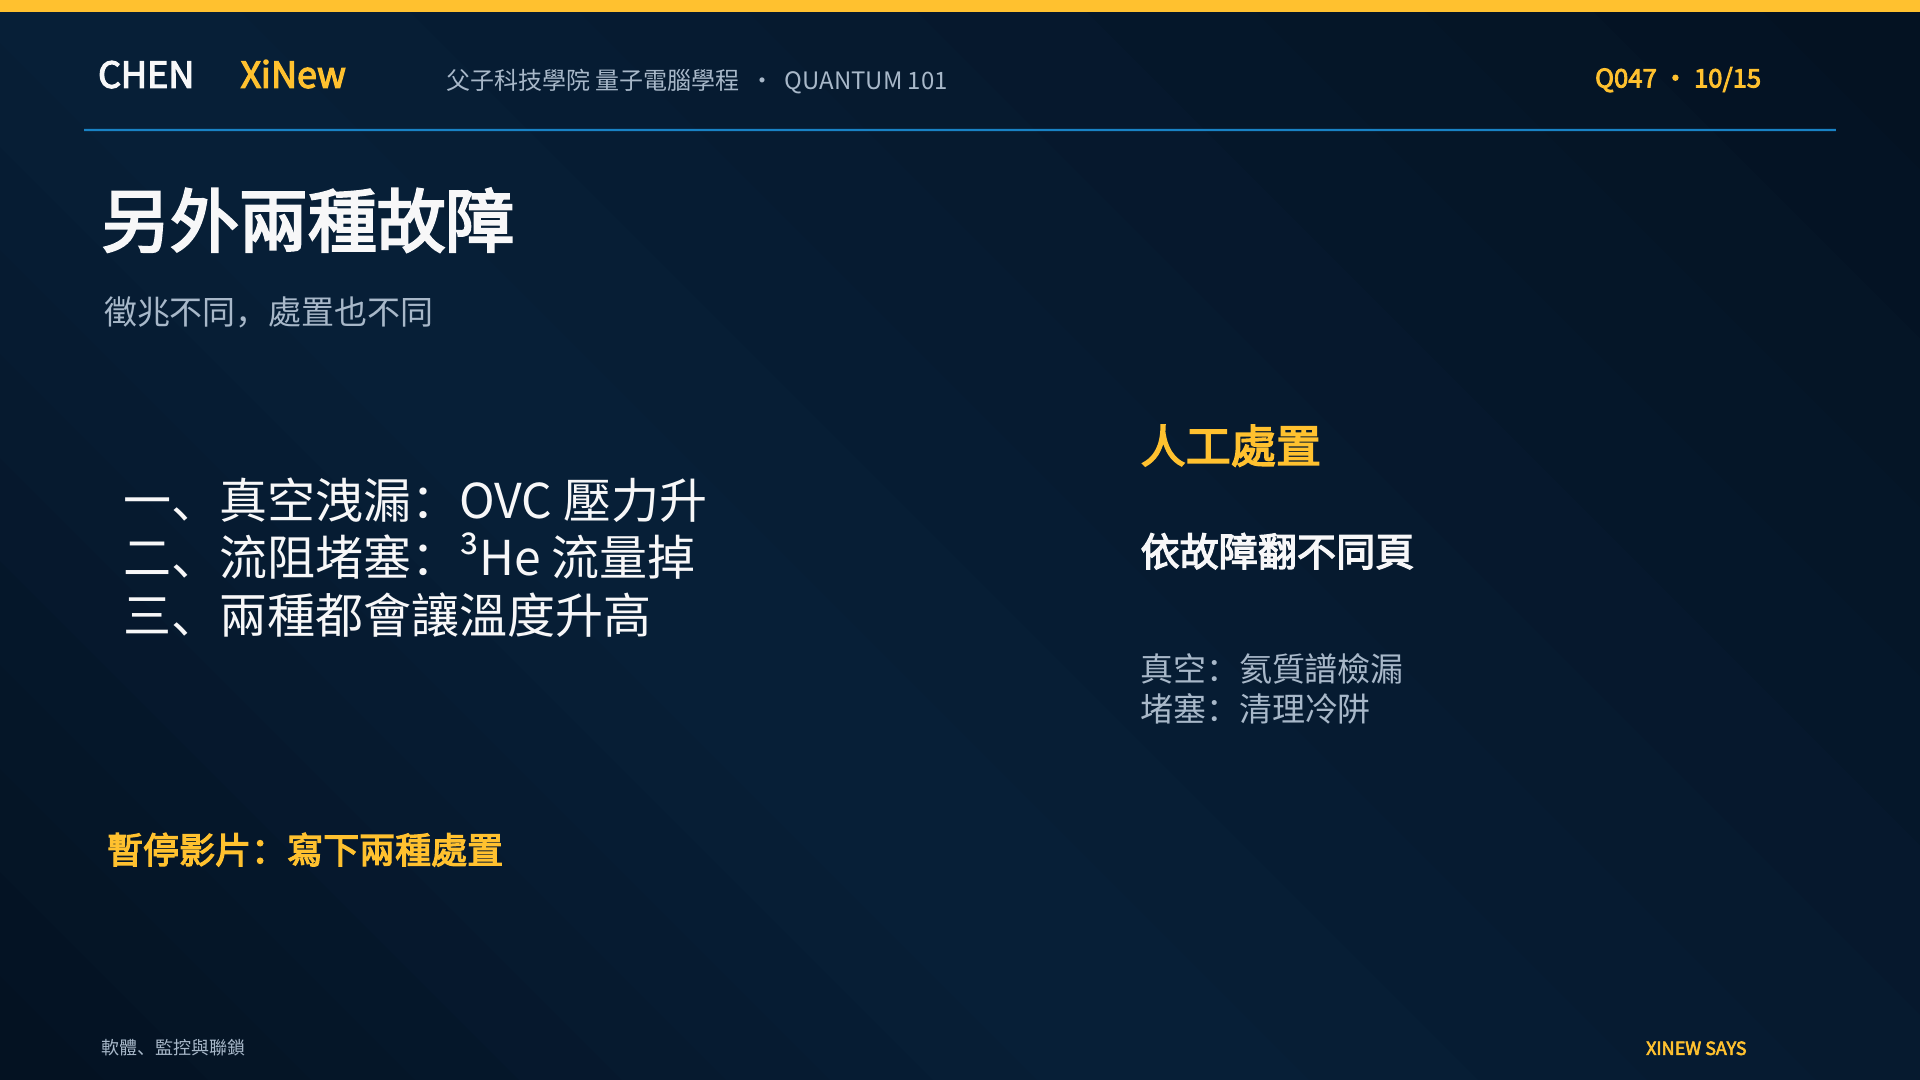 CHEN XiNew 父子科技學院 量子電腦學程 • QUANTUM 101 Q047 • 10/15
另外兩種故障
徵兆不同，處置也不同
一、真空洩漏：OVC 壓力升
二、流阻堵塞：³He 流量掉
三、兩種都會讓溫度升高
人工處置
依故障翻不同頁
真空：氦質譜檢漏
堵塞：清理冷阱
暫停影片：寫下兩種處置
軟體、監控與聯鎖
XINEW SAYS